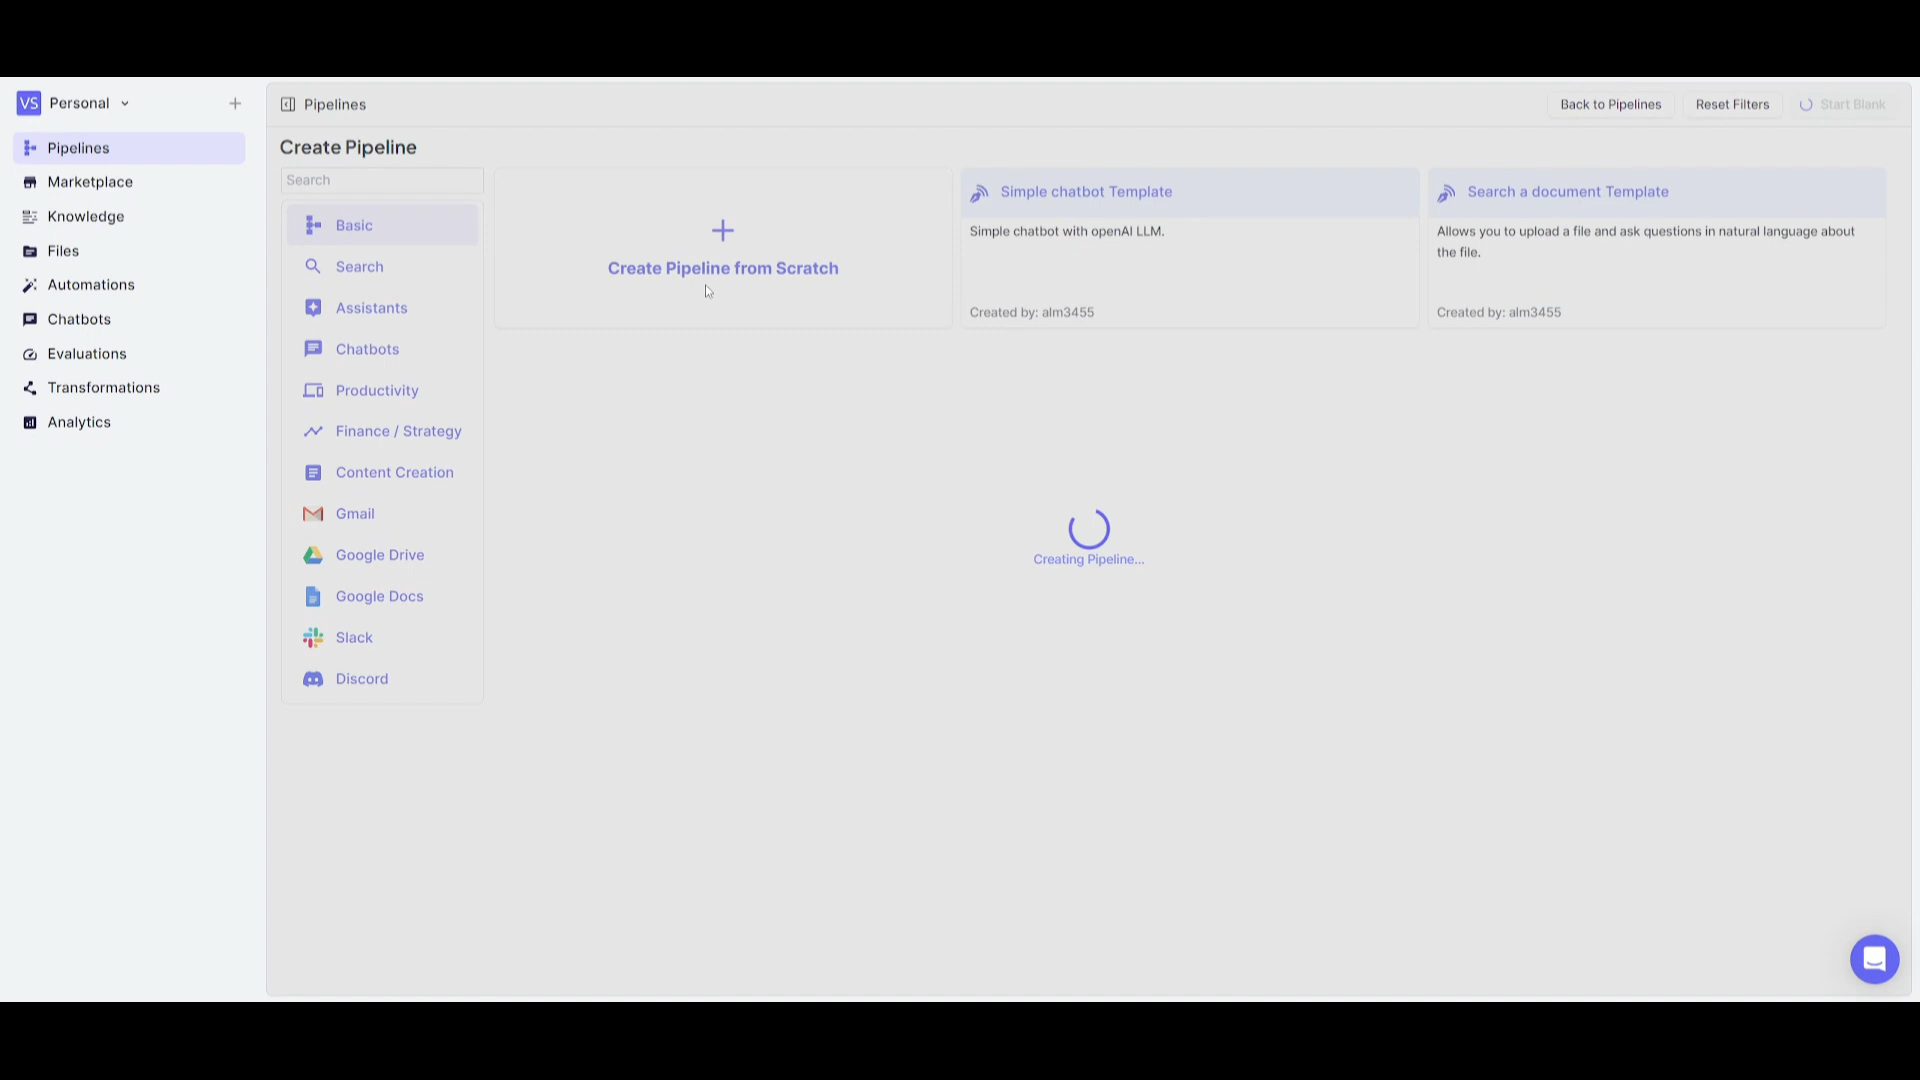 VS Personal
Pipelines
Marketplace
Knowledge
Files
Automations
Chatbots
Evaluations
Transformations
Analytics
Pipelines
Back to Pipelines
Reset Filters
Start Blank
Create Pipeline
Search
Basic
Search
Assistants
Chatbots
Productivity
Finance / Strategy
Content Creation
Gmail
Google Drive
Google Docs
Slack
Discord
Create Pipeline from Scratch
Simple chatbot Template
Simple chatbot with openAI LLM.
Created by: alm3455
Search a document Template
Allows you to upload a file and ask questions in natural language about
the file.
Created by: alm3455
Creating Pipeline...